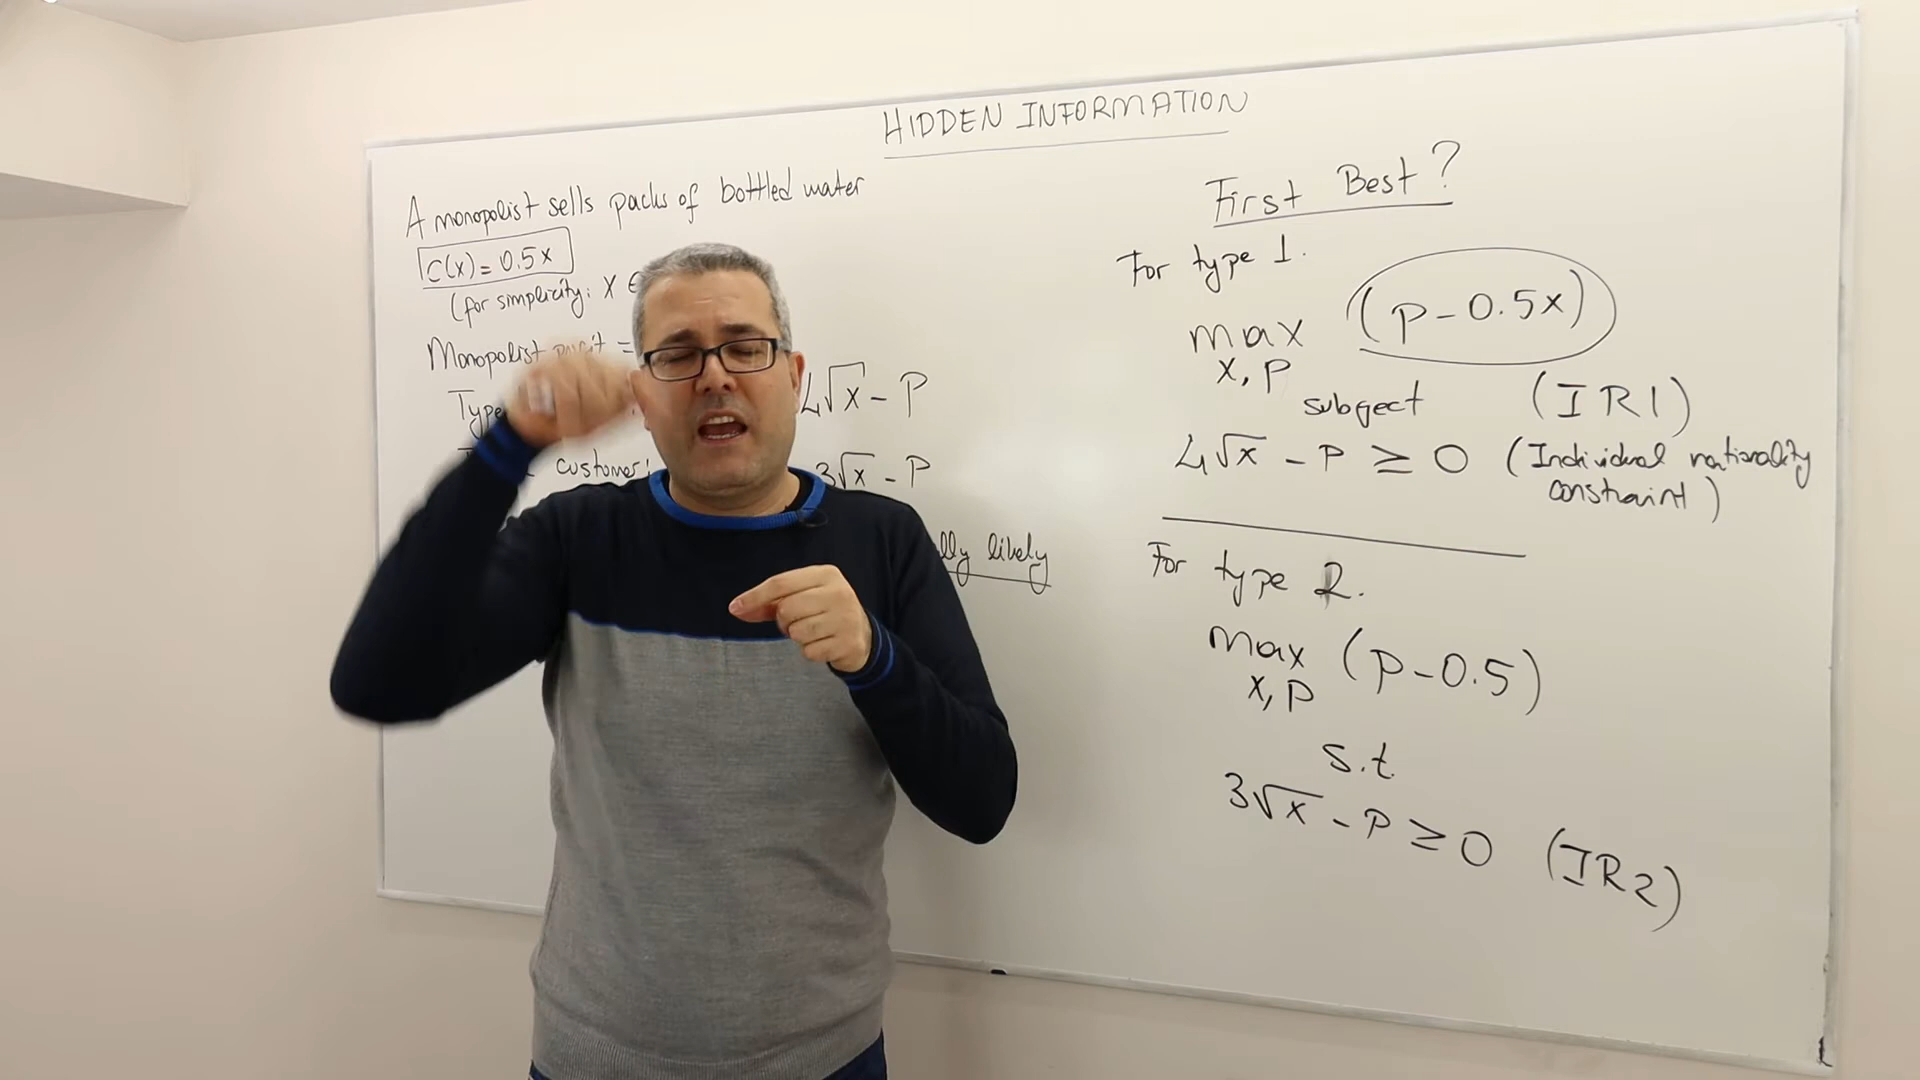 HIDDEN INFORMATION
A monopolist sells packs of bottled water
C(x) = 0.5x
(for simplicity: x ∈
Monopolist profit =
Type
4√x - P
customer:
3√x - P
likely
First Best?
For type 1.
max (P - 0.5x)
x, p
subject (IR1)
4√x - P ≥ 0 (Individual rationality
constraint)
For type 2.
max (P - 0.5)
x, p
s.t.
3√x - P ≥ 0 (IR2)